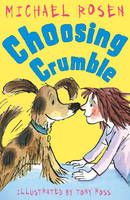 MICHAEL ROSEN
Choosing
Crumble
ILLUSTRATED BY TONY ROSS